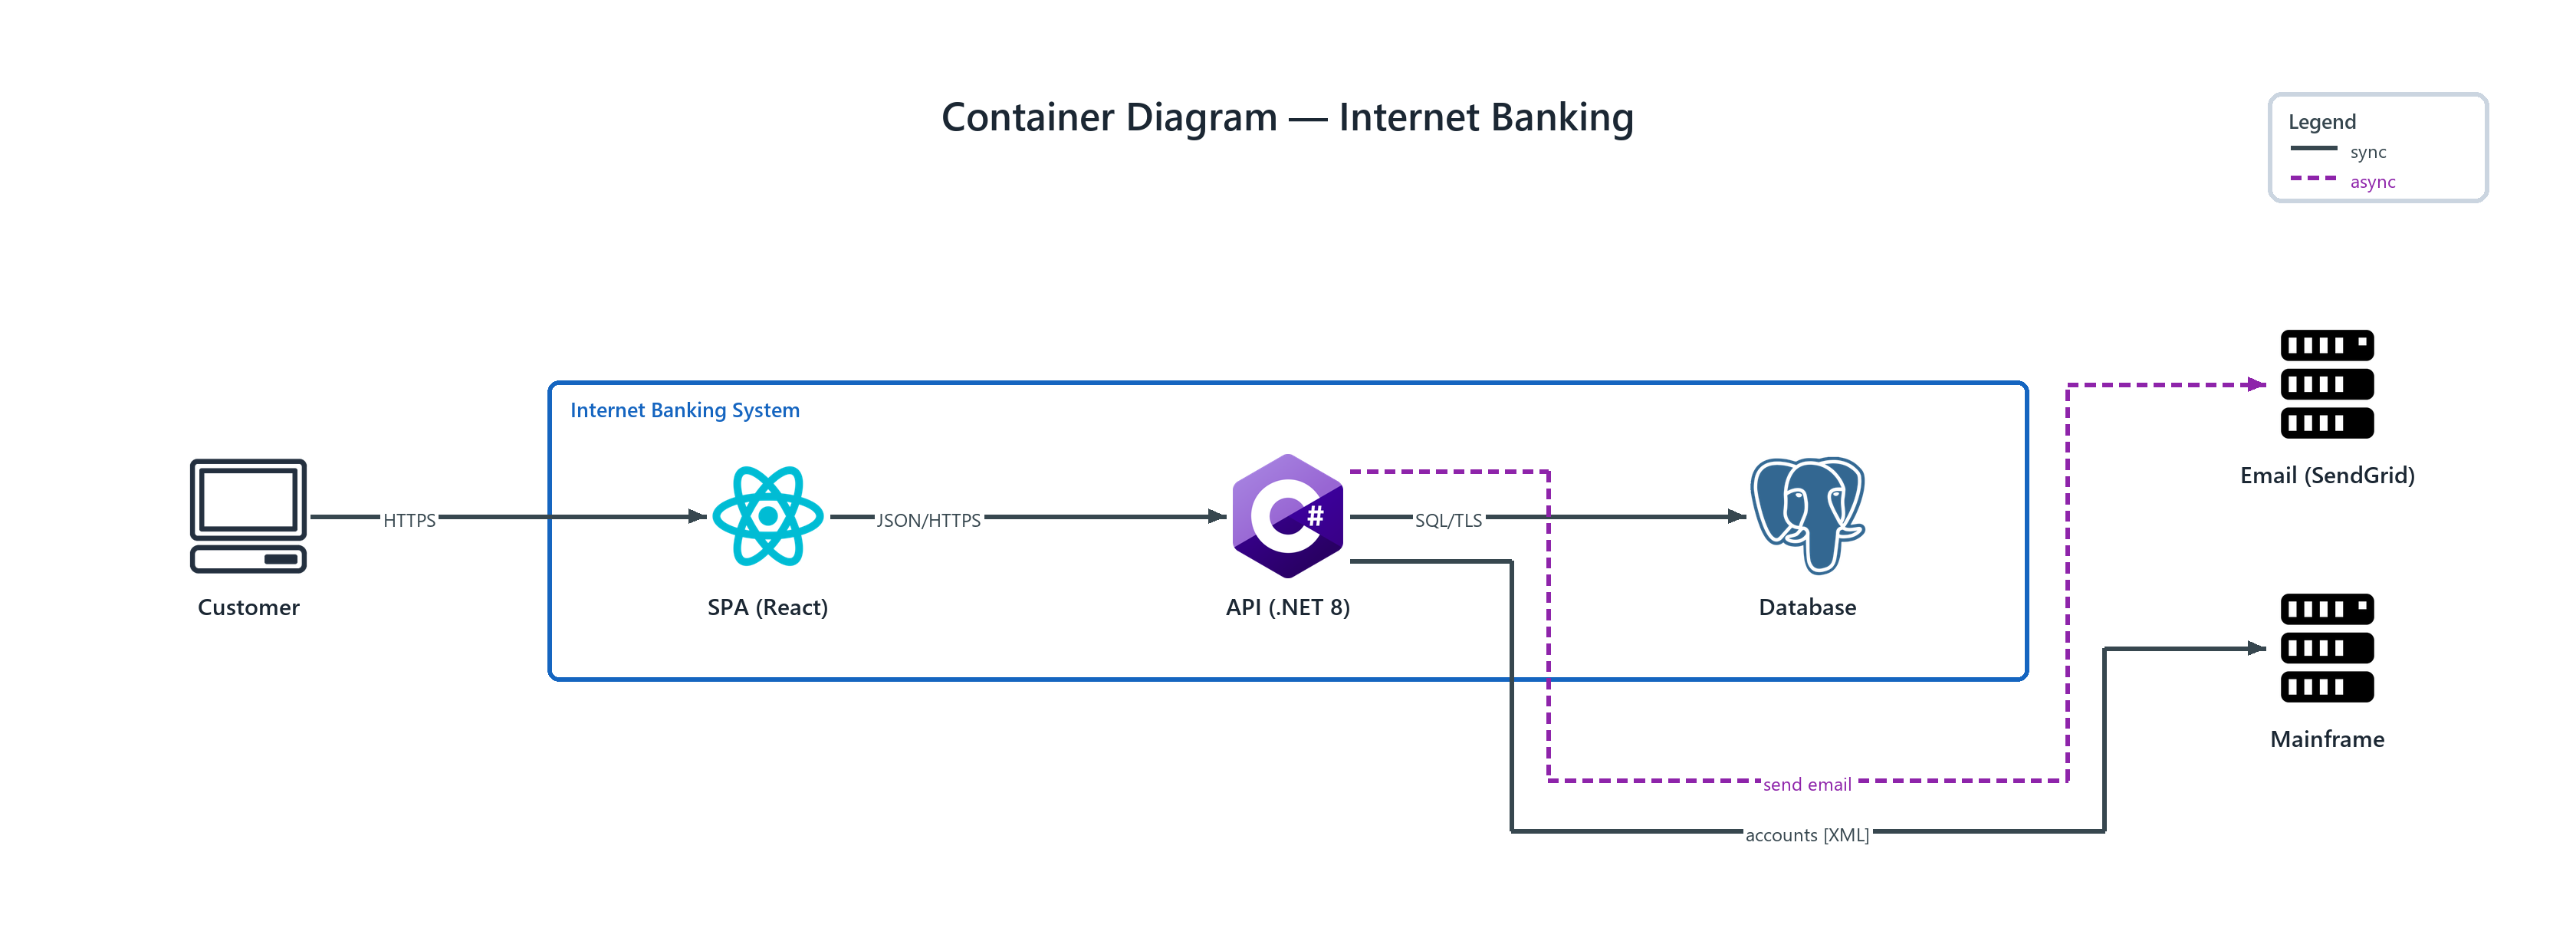 Container Diagram — Internet Banking
Legend
sync
async
Internet Banking System
HTTPS
JSON/HTTPS
#
SQL/TLS
Customer
SPA (React)
API (.NET 8)
Database
Email (SendGrid)
Mainframe
send email
accounts [XML]